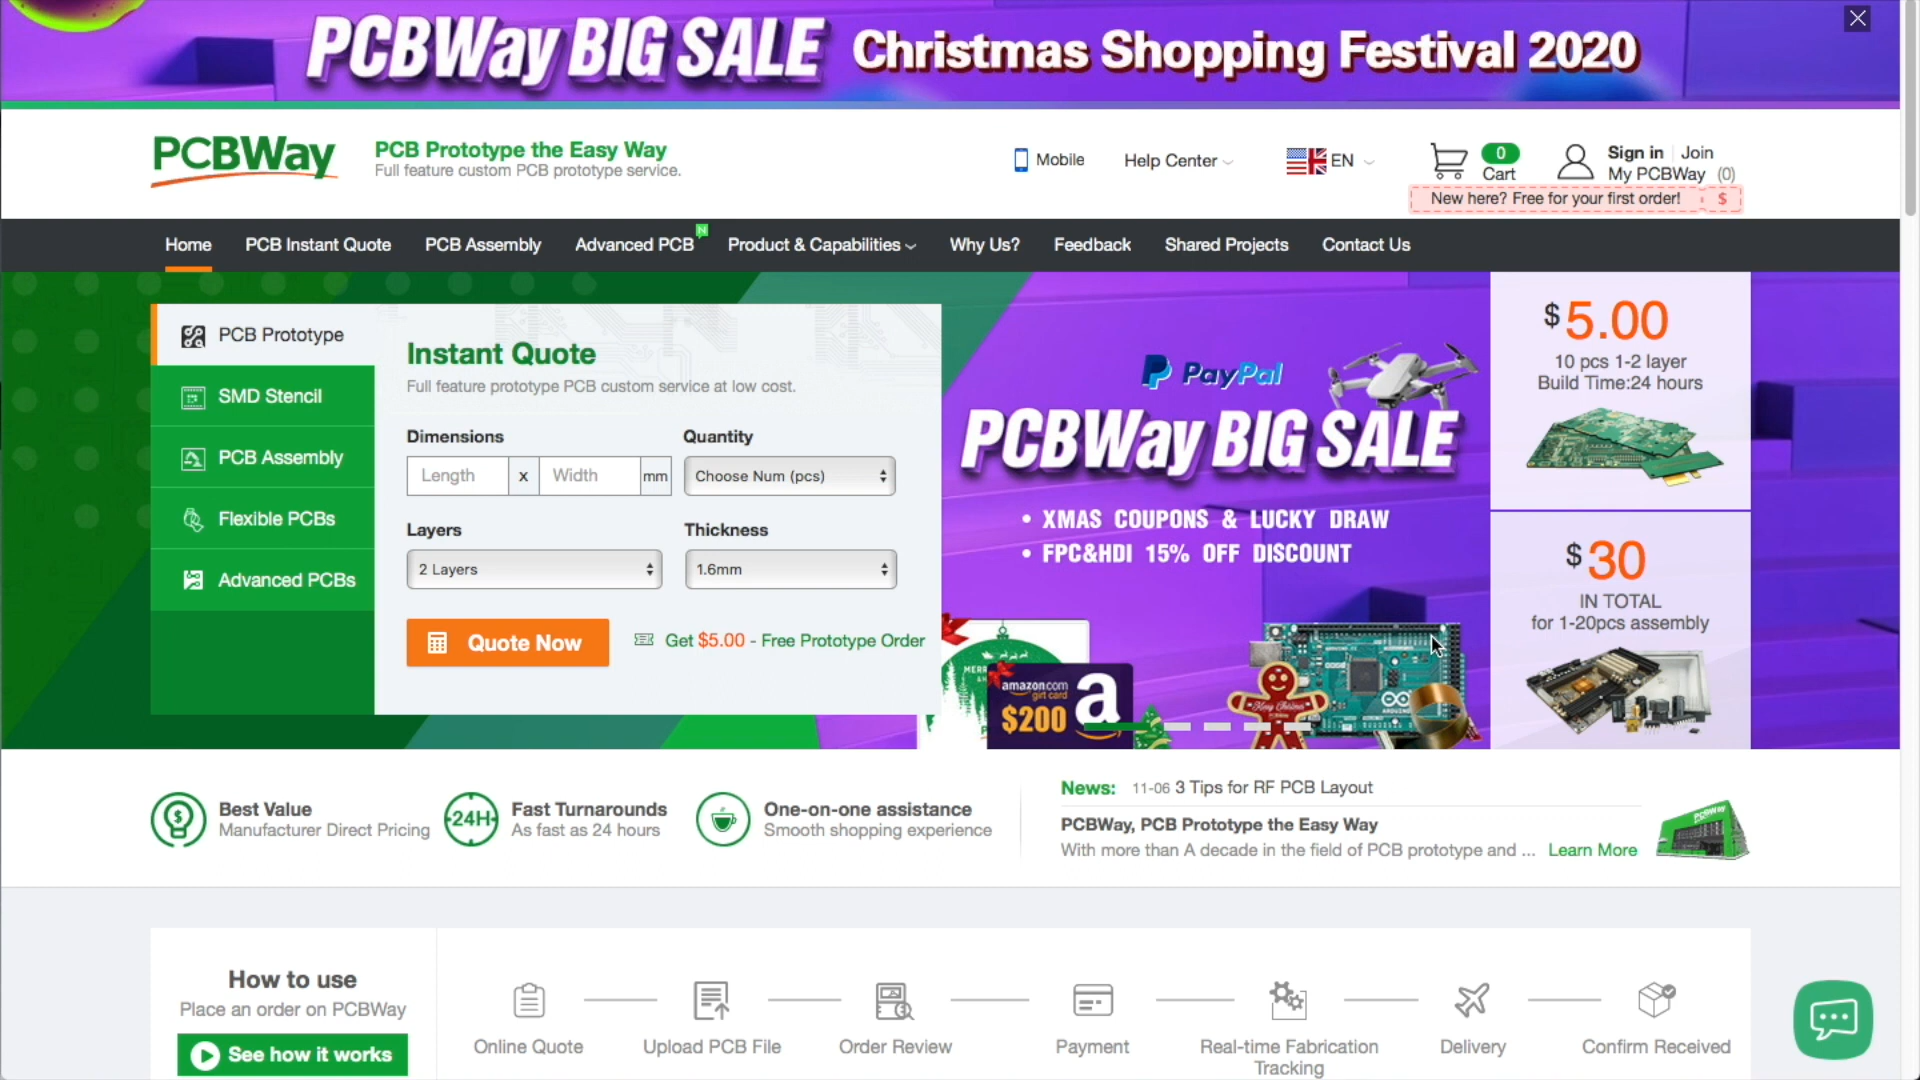 PCBWay BIG SALE Christmas Shopping Festival 2020
PCBWay
PCB Prototype the Easy Way
Full feature custom PCB prototype service.
Mobile
Help Center
EN
0
Cart
Sign in Join
My PCBWay (0)
New here? Free for your first order! $
Home PCB Instant Quote PCB Assembly Advanced PCB N Product & Capabilities Why Us? Feedback Shared Projects Contact Us
PCB Prototype
SMD Stencil
PCB Assembly
Flexible PCBs
Advanced PCBs
Instant Quote
Full feature prototype PCB custom service at low cost.
Dimensions Quantity
Length x Width mm Choose Num (pcs)
Layers Thickness
2 Layers 1.6mm
Quote Now Get $5.00 - Free Prototype Order
PayPal
PCBWay BIG SALE
• XMAS COUPONS & LUCKY DRAW
• FPC&HDI 15% OFF DISCOUNT
amazon.com
gift card
$200
a
Merry Christmas
ARDUINO
$5.00
10 pcs 1-2 layer
Build Time:24 hours
$30
IN TOTAL
for 1-20pcs assembly
Best Value
Manufacturer Direct Pricing
24H
Fast Turnarounds
As fast as 24 hours
One-on-one assistance
Smooth shopping experience
News: 11-06 3 Tips for RF PCB Layout
PCBWay, PCB Prototype the Easy Way
With more than A decade in the field of PCB prototype and ... Learn More
PCBWay
How to use
Place an order on PCBWay
See how it works
Online Quote
Upload PCB File
Order Review
Payment
Real-time Fabrication
Tracking
Delivery
Confirm Received